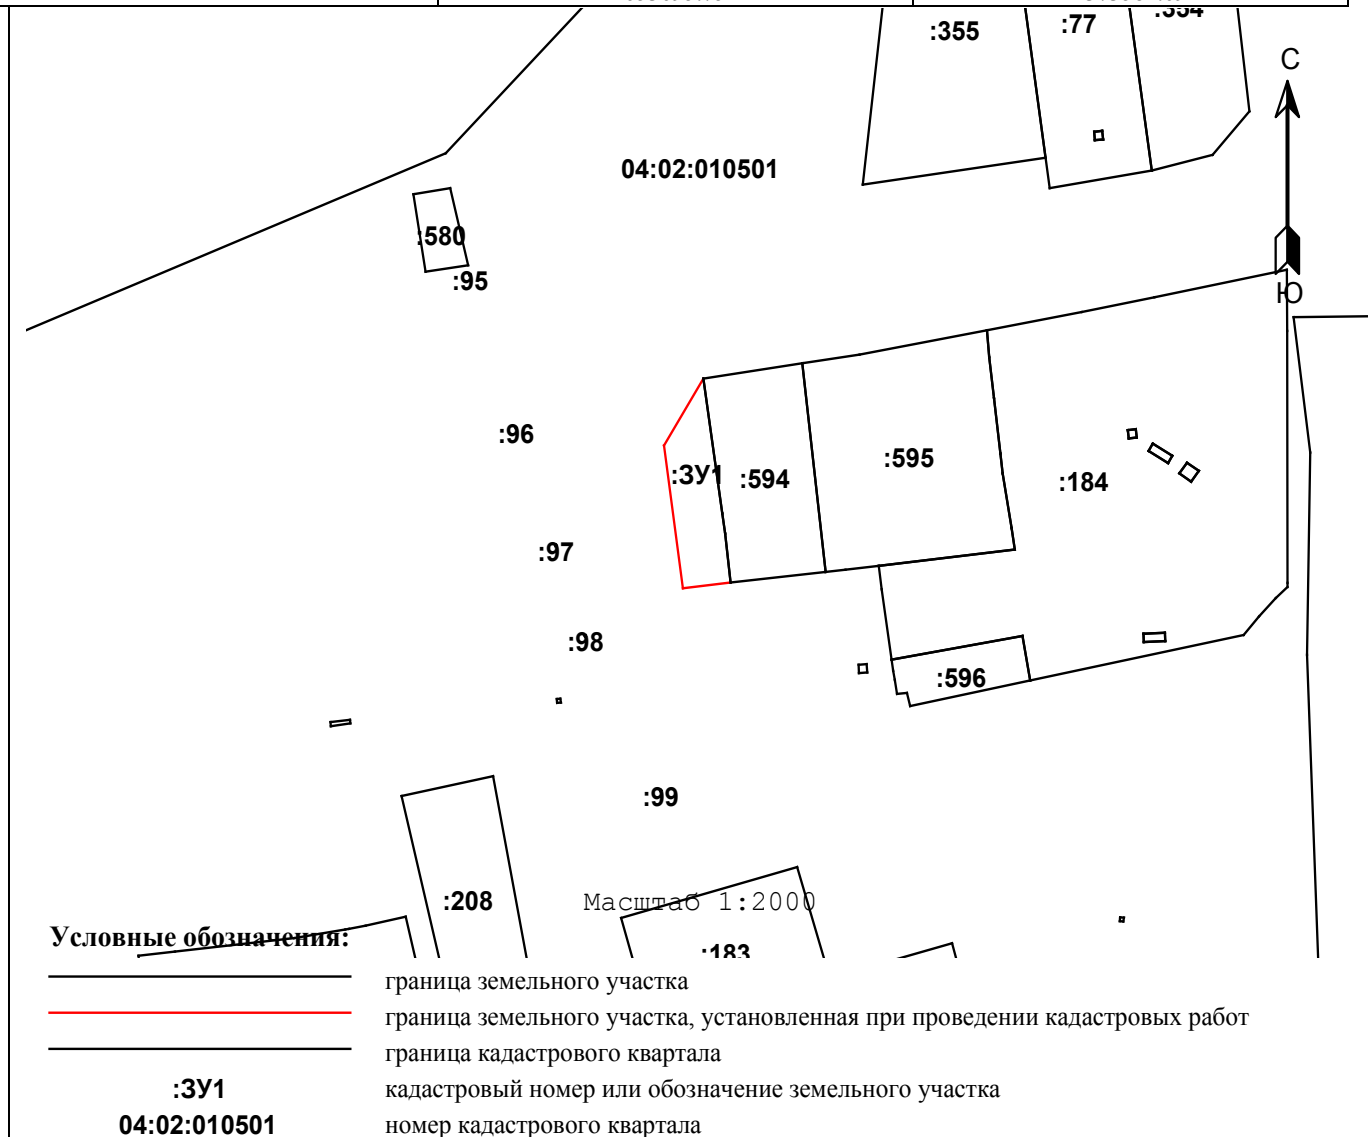 :355
:77
:354
С
04:02:010501
:580
:95
Ю
:96
:ЗУ1
:594
:595
:184
:97
:98
:596
:99
:208
Масштаб 1:2000
:183
Условные обозначения:
граница земельного участка
граница земельного участка, установленная при проведении кадастровых работ
граница кадастрового квартала
:ЗУ1 кадастровый номер или обозначение земельного участка
04:02:010501 номер кадастрового квартала